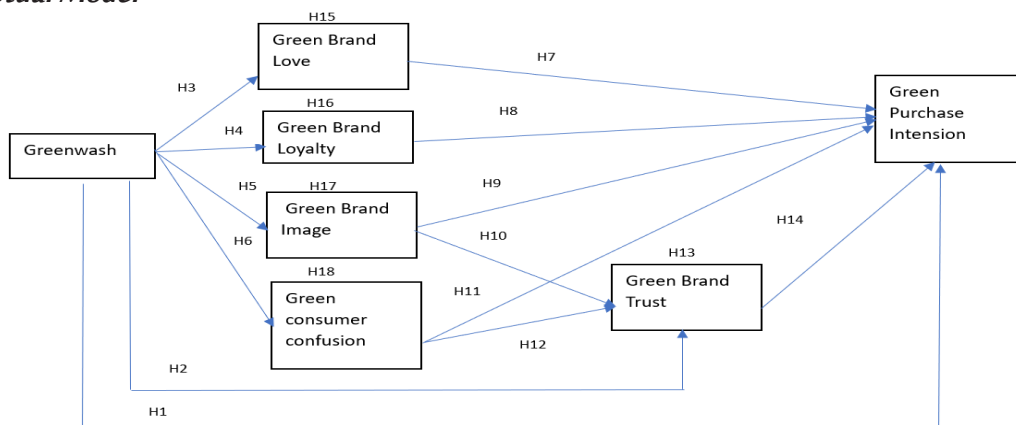 H15
Green Brand
Love
H7
H3
Green
Purchase
Intension
H16
Green Brand
Loyalty
H8
H4
Greenwash
H5
H17
Green Brand
Image
H9
H6
H10
H14
H18
Green
consumer
confusion
H13
Green Brand
Trust
H11
H12
H2
H1